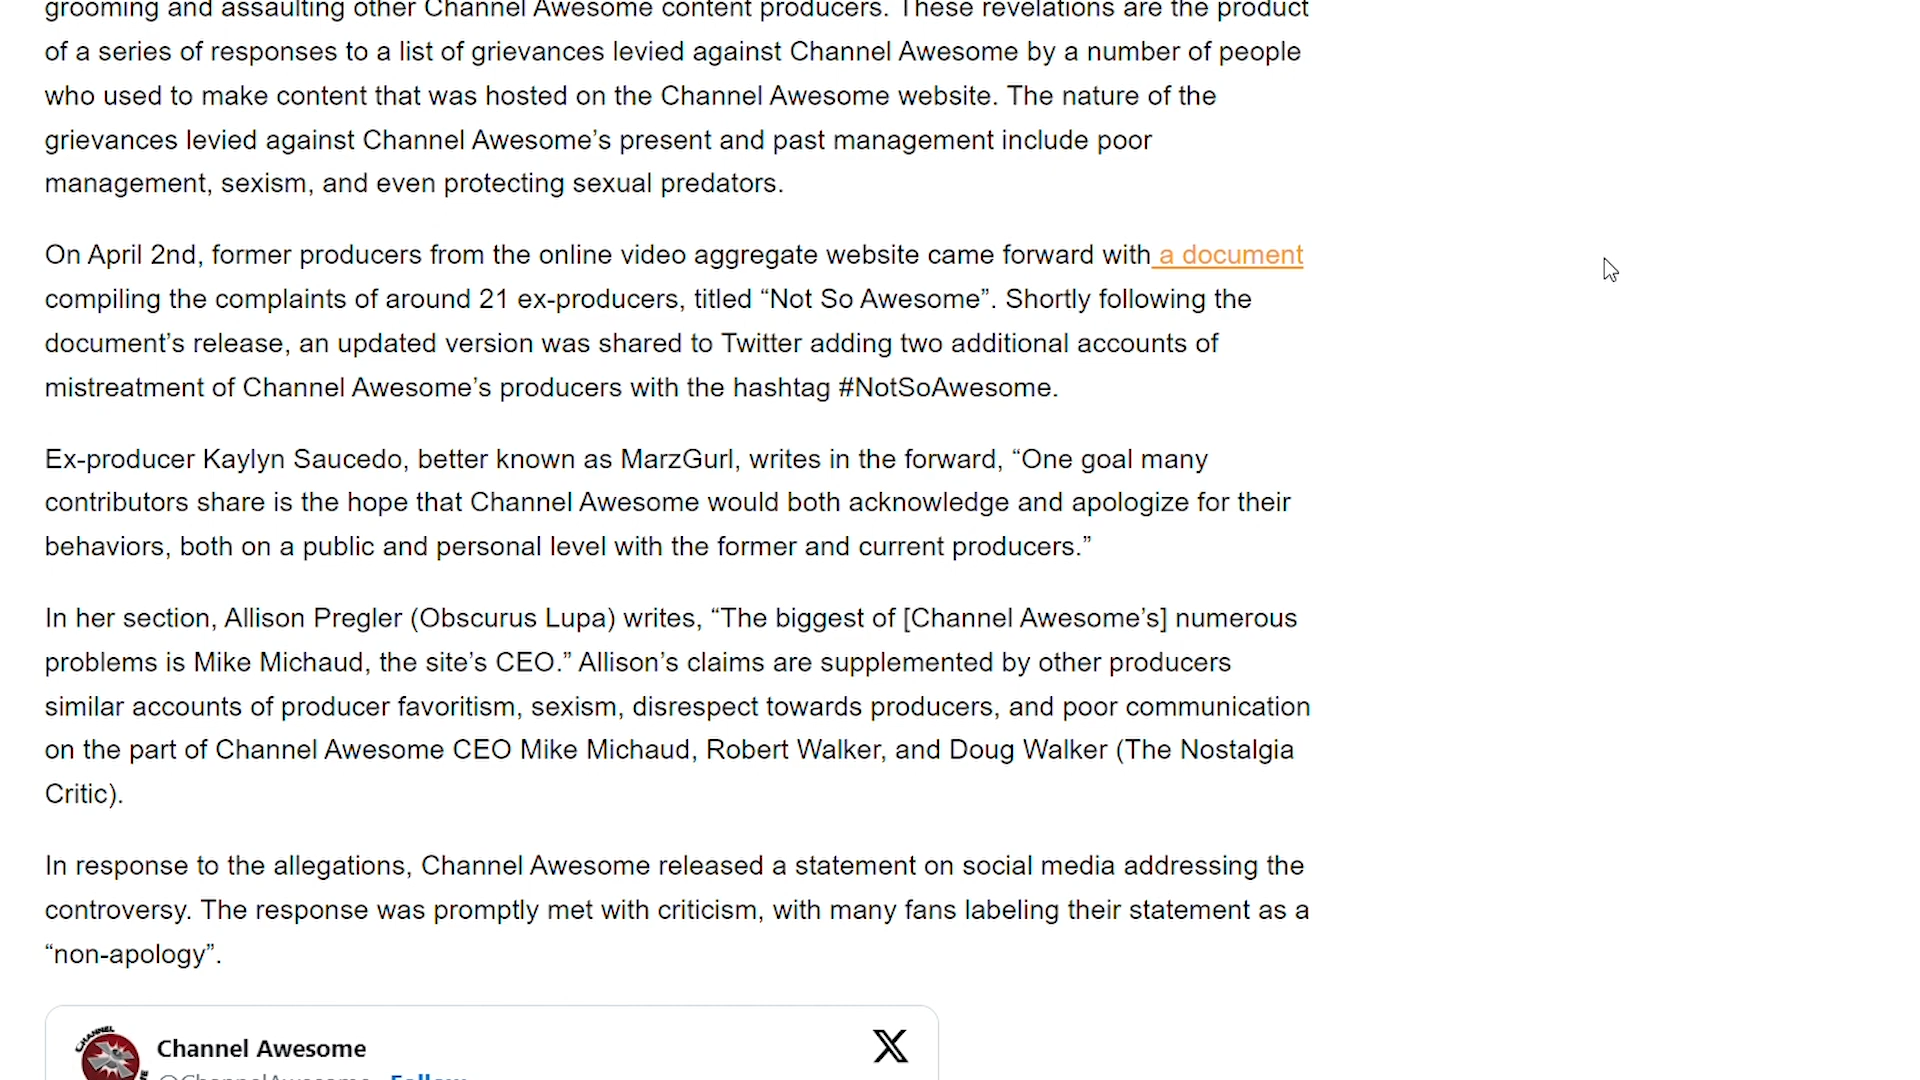 grooming and assaulting other Channel Awesome content producers. These revelations are the product
of a series of responses to a list of grievances levied against Channel Awesome by a number of people
who used to make content that was hosted on the Channel Awesome website. The nature of the
grievances levied against Channel Awesome’s present and past management include poor
management, sexism, and even protecting sexual predators.
On April 2nd, former producers from the online video aggregate website came forward with a document
compiling the complaints of around 21 ex-producers, titled “Not So Awesome”. Shortly following the
document’s release, an updated version was shared to Twitter adding two additional accounts of
mistreatment of Channel Awesome’s producers with the hashtag #NotSoAwesome.
Ex-producer Kaylyn Saucedo, better known as MarzGurl, writes in the forward, “One goal many
contributors share is the hope that Channel Awesome would both acknowledge and apologize for their
behaviors, both on a public and personal level with the former and current producers.”
In her section, Allison Pregler (Obscurus Lupa) writes, “The biggest of [Channel Awesome’s] numerous
problems is Mike Michaud, the site’s CEO.” Allison’s claims are supplemented by other producers
similar accounts of producer favoritism, sexism, disrespect towards producers, and poor communication
on the part of Channel Awesome CEO Mike Michaud, Robert Walker, and Doug Walker (The Nostalgia
Critic).
In response to the allegations, Channel Awesome released a statement on social media addressing the
controversy. The response was promptly met with criticism, with many fans labeling their statement as a
“non-apology”.
CHANNEL
Channel Awesome
@ChannelAwesome · Follow